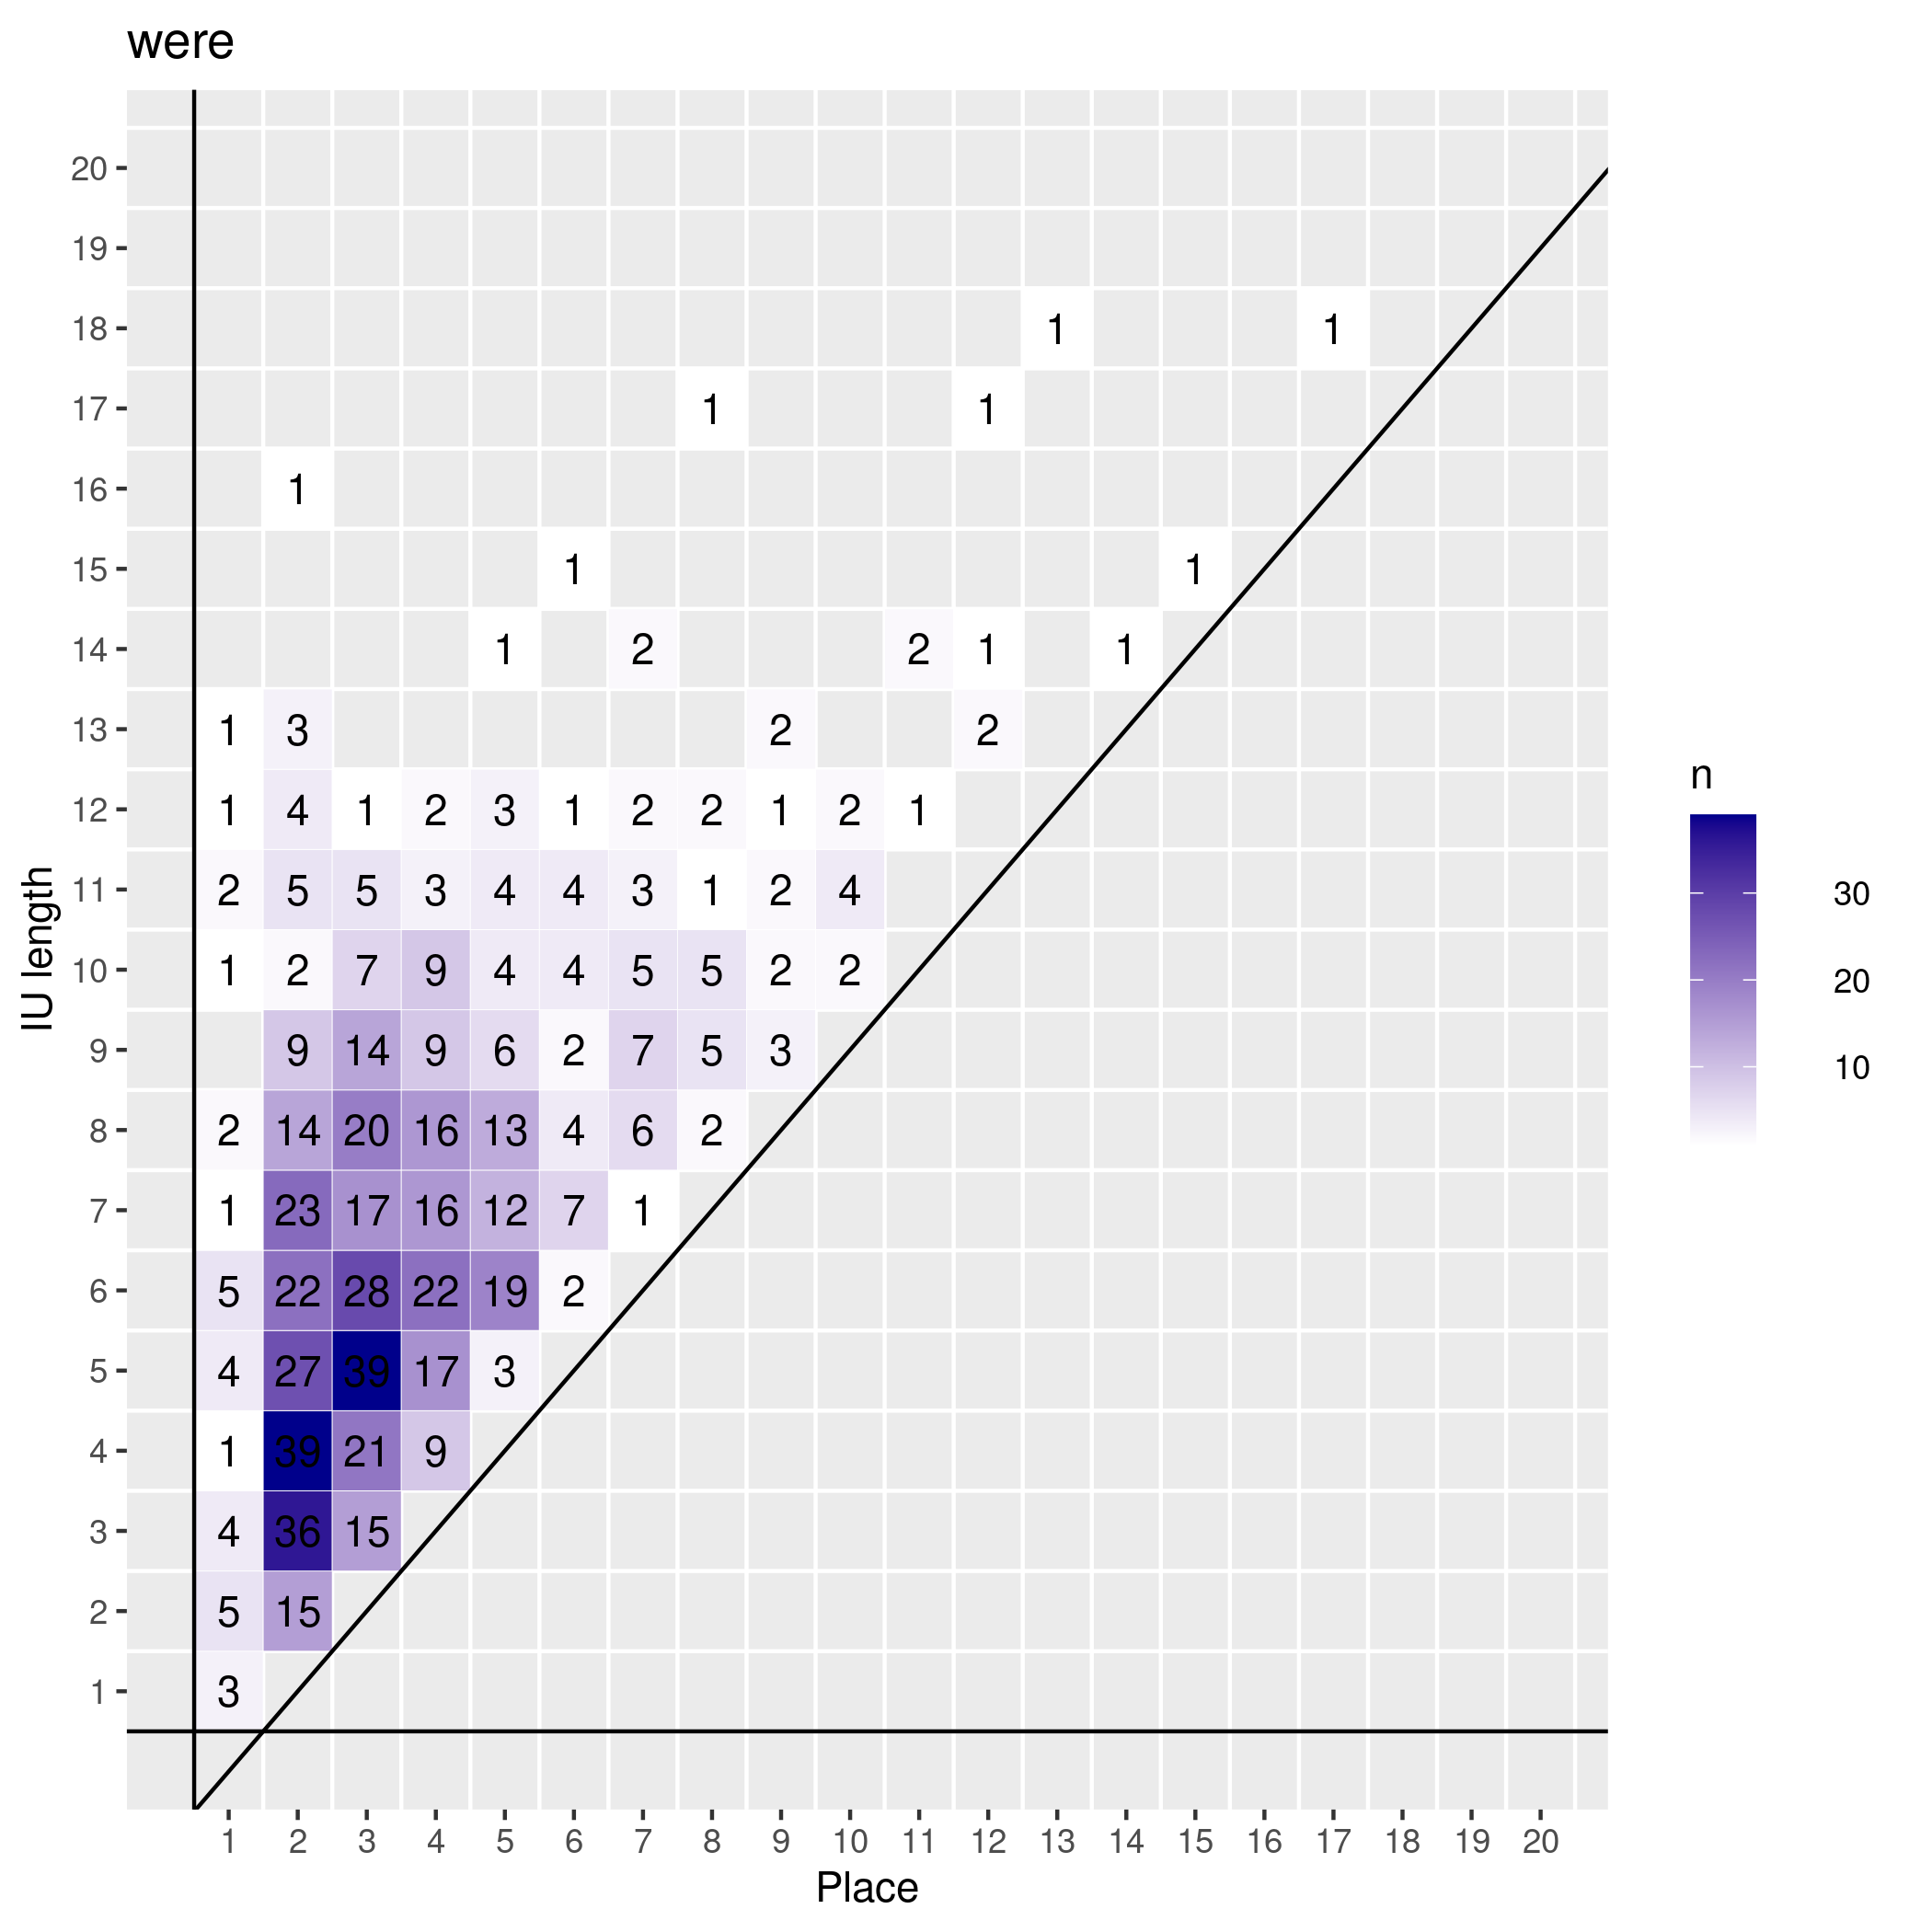 were
20
19
18 1 1
17 1 1
16 1
15 1 1
14 1 2 2 1 1
13 1 3 2 2
12 1 4 1 2 3 1 2 2 1 2 1
11 2 5 5 3 4 4 3 1 2 4
10 1 2 7 9 4 4 5 5 2 2
9 9 14 9 6 2 7 5 3
8 2 14 20 16 13 4 6 2
7 1 23 17 16 12 7 1
6 5 22 28 22 19 2
5 4 27 39 17 3
4 1 39 21 9
3 4 36 15
2 5 15
1 3
1 2 3 4 5 6 7 8 9 10 11 12 13 14 15 16 17 18 19 20
Place
IU length
n
30
20
10